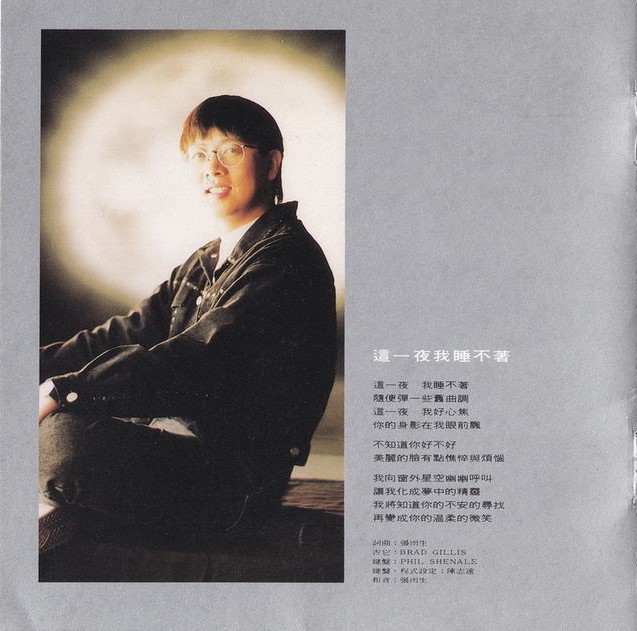 這一夜我睡不著
這一夜　我睡不著
隨便彈一些舊曲調
這一夜　我好心焦
你的身影在我眼前飄
不知道你好不好
美麗的臉有點憔悴與煩惱
我向窗外星空幽幽呼叫
讓我化成夢中的精靈
我將知道你的不安的尋找
再變成你的溫柔的微笑
詞曲：張雨生
吉它：BRAD GILLIS
鍵盤：PHIL SHENALE
鍵盤·程式設定：陳志遠
和音：張雨生